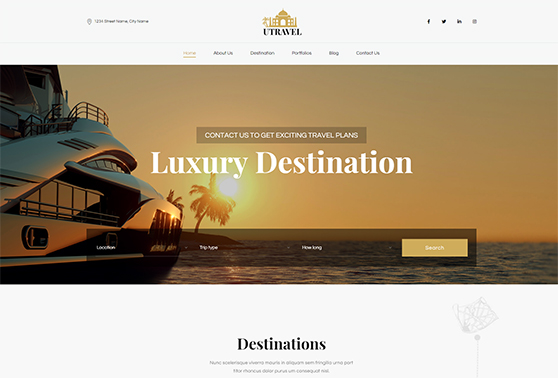 1234 Street Name, City Name
UTRAVEL
Home About Us Destination Portfolios Blog Contact Us
CONTACT US TO GET EXCITING TRAVEL PLANS
Luxury Destination
Location Trip type How long Search
Destinations
Nunc scelerisque viverra mauris in aliquam sem fringilla urna port
titor rhoncus dolor purus urn consequat nisl.